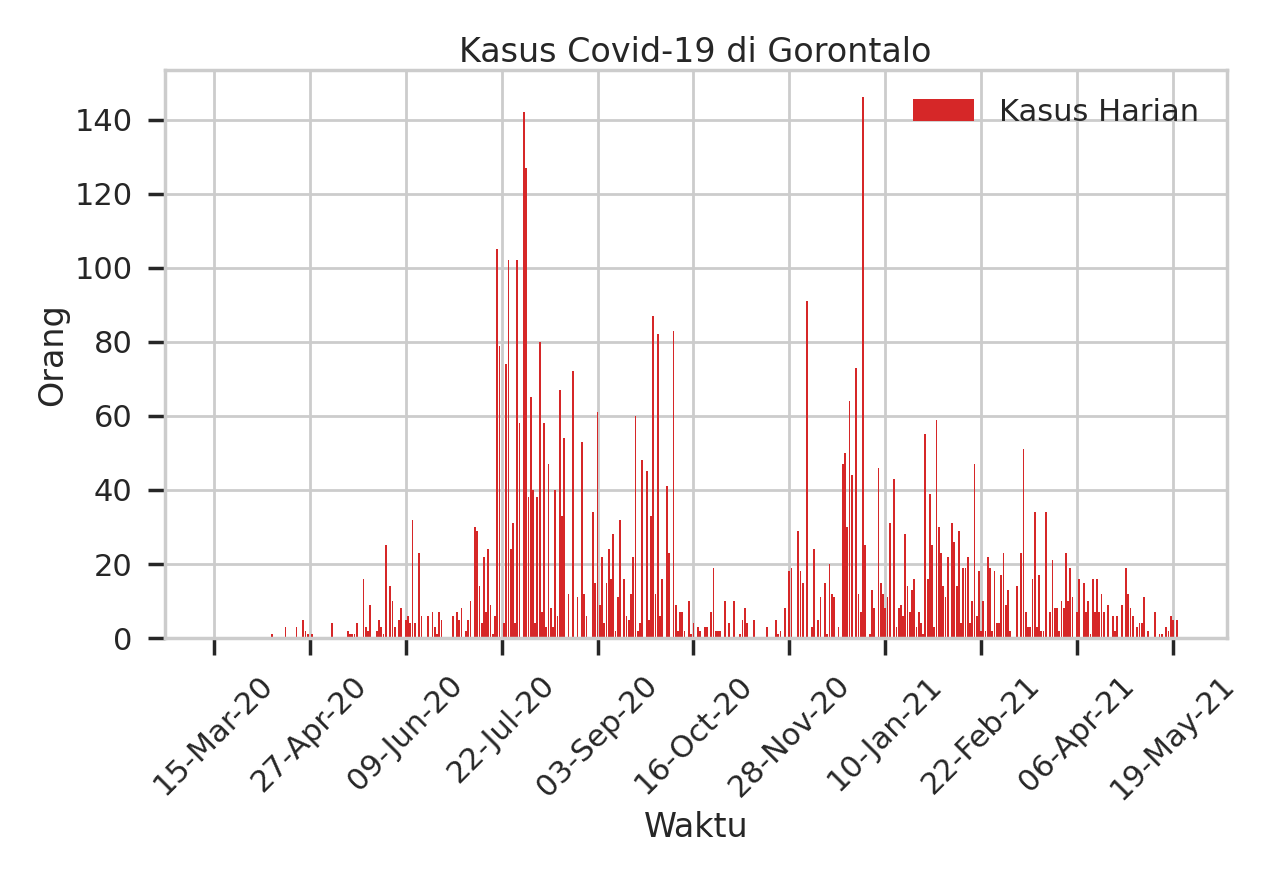 Kasus Covid-19 di Gorontalo
Kasus Harian
140
120
100
80
60
40
20
0
Orang
15-Mar-20
27-Apr-20
09-Jun-20
22-Jul-20
03-Sep-20
16-Oct-20
28-Nov-20
10-Jan-21
22-Feb-21
06-Apr-21
19-May-21
Waktu